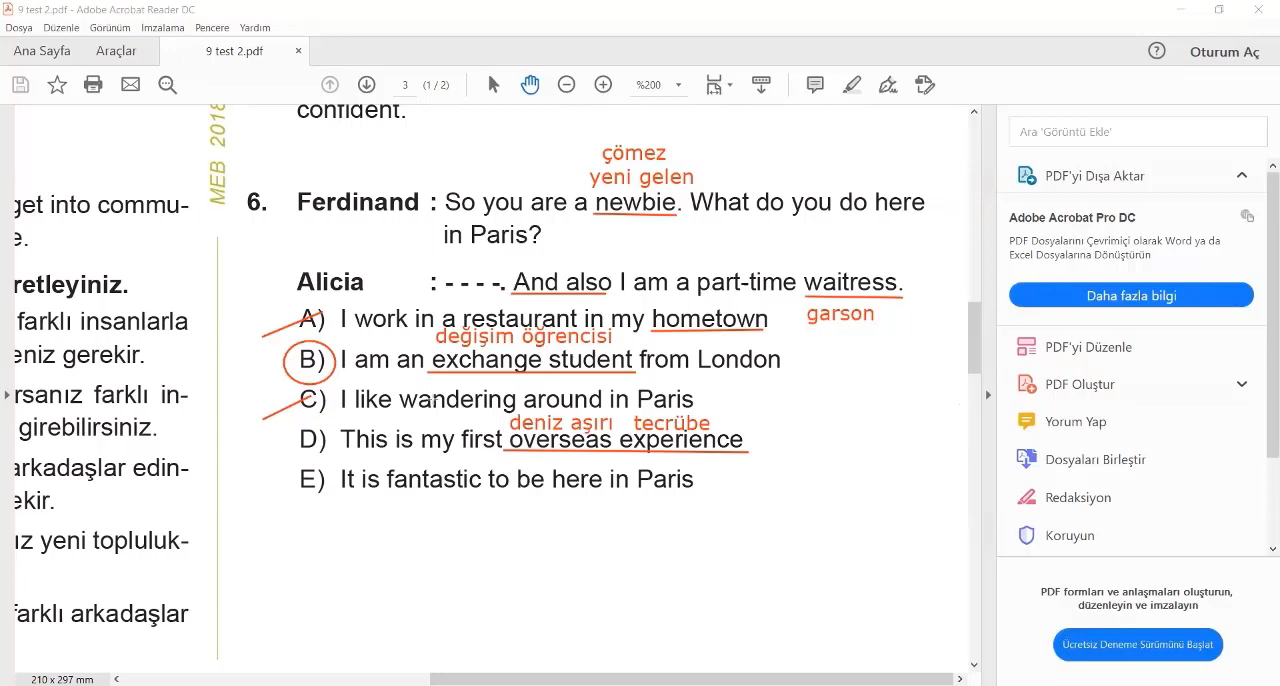 9 test 2.pdf - Adobe Acrobat Reader DC
Dosya Düzenle Görünüm İmzalama Pencere Yardım
Ana Sayfa Araçlar 9 test 2.pdf × ? Oturum Aç
3 (1 / 2) %200
confident.
MEB 2018
get into commu-
e.
retleyiniz.
farklı insanlarla
eniz gerekir.
rsanız farklı in-
girebilirsiniz.
arkadaşlar edin-
ekir.
ız yeni topluluk-
farklı arkadaşlar
çömez
yeni gelen
6. Ferdinand : So you are a newbie. What do you do here
in Paris?
Alicia : - - - -. And also I am a part-time waitress.
garson
A) I work in a restaurant in my hometown
değişim öğrencisi
B) I am an exchange student from London
C) I like wandering around in Paris
deniz aşırı tecrübe
D) This is my first overseas experience
E) It is fantastic to be here in Paris
Ara 'Görüntü Ekle'
PDF'yi Dışa Aktar
Adobe Acrobat Pro DC
PDF Dosyalarını Çevrimiçi olarak Word ya da
Excel Dosyalarına Dönüştürün
Daha fazla bilgi
PDF'yi Düzenle
PDF Oluştur
Yorum Yap
Dosyaları Birleştir
Redaksiyon
Koruyun
PDF formları ve anlaşmaları oluşturun,
düzenleyin ve imzalayın
Ücretsiz Deneme Sürümünü Başlat
210 x 297 mm